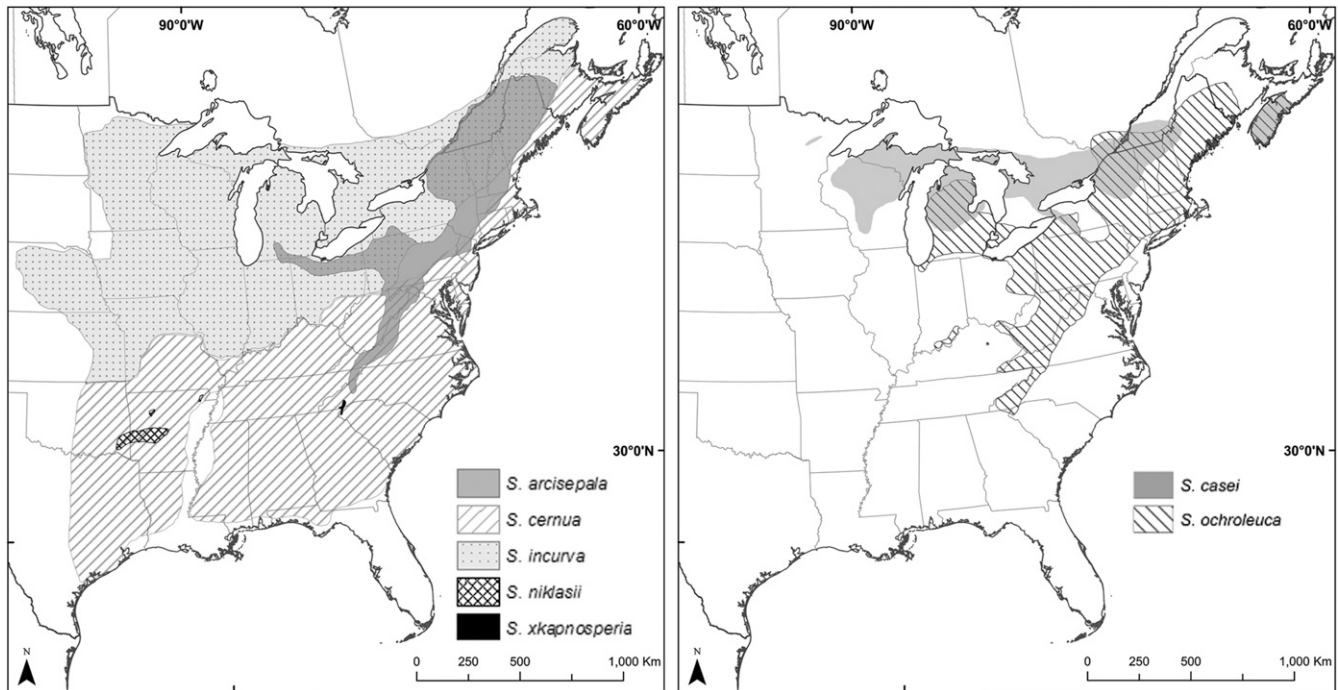 90°0'W
60°0'W
30°0'N
S. arcisepala
S. cernua
S. incurva
S. niklasii
S. xkapnosperia
N
0 250 500 1,000 Km
90°0'W
60°0'W
30°0'N
S. casei
S. ochroleuca
N
0 250 500 1,000 Km